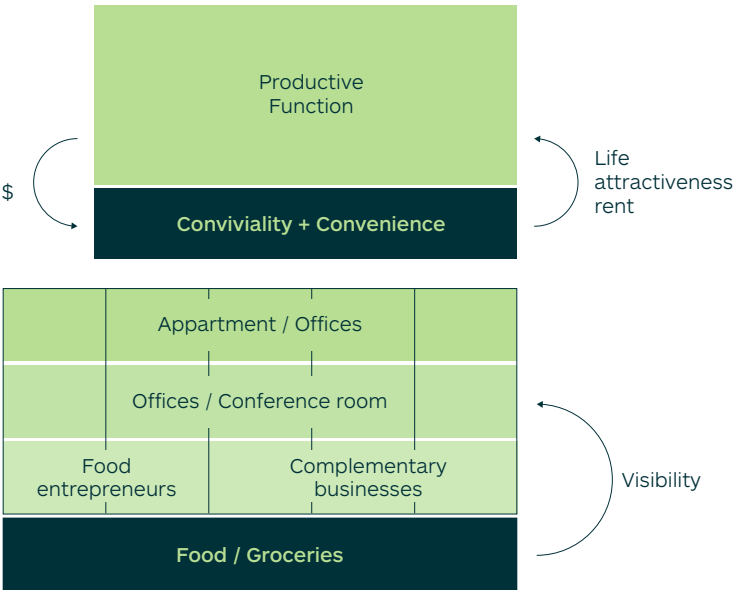 Productive
Function
$
Life
attractiveness
rent
Conviviality + Convenience
Appartment / Offices
Offices / Conference room
Food
entrepreneurs
Complementary
businesses
Visibility
Food / Groceries